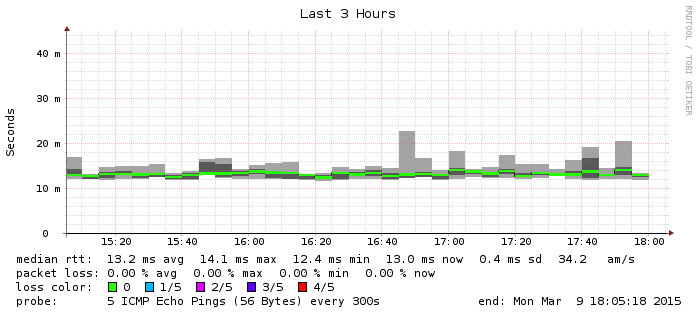 Last 3 Hours
RRDTOOL / TOBI OETIKER
Seconds
40 m
30 m
20 m
10 m
0
15:20 15:40 16:00 16:20 16:40 17:00 17:20 17:40 18:00
median rtt: 13.2 ms avg 14.1 ms max 12.4 ms min 13.0 ms now 0.4 ms sd 34.2 am/s
packet loss: 0.00 % avg 0.00 % max 0.00 % min 0.00 % now
loss color: 0 1/5 2/5 3/5 4/5
probe: 5 ICMP Echo Pings (56 Bytes) every 300s end: Mon Mar 9 18:05:18 2015